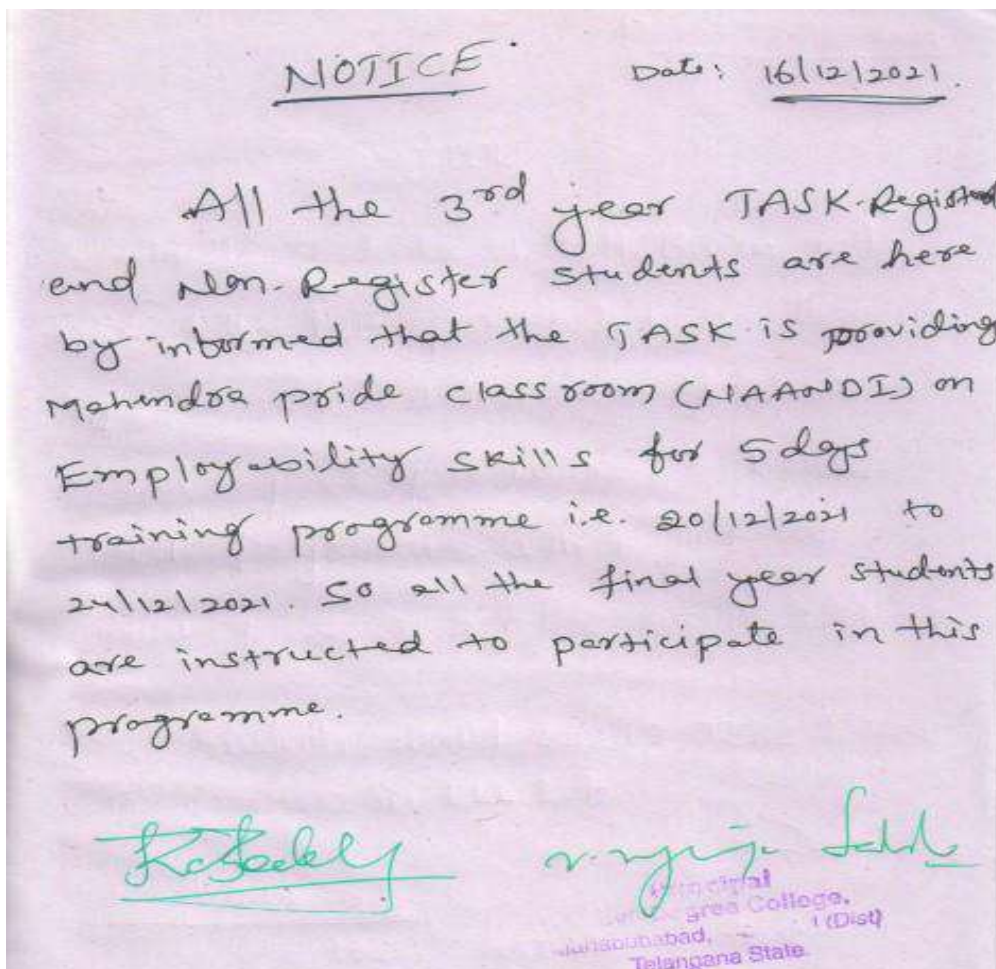 NOTICE Date: 16/12/2021.
All the 3rd year TASK-Registered
and Non-Register students are here
by informed that the TASK is providing
Mahendra pride classroom (NAANDI) on
Employability skills for 5 days
training programme i.e. 20/12/2021 to
24/12/2021. So all the final year students
are instructed to participate in this
programme.
Principal
Degree College,
(Dist)
Telangana State.